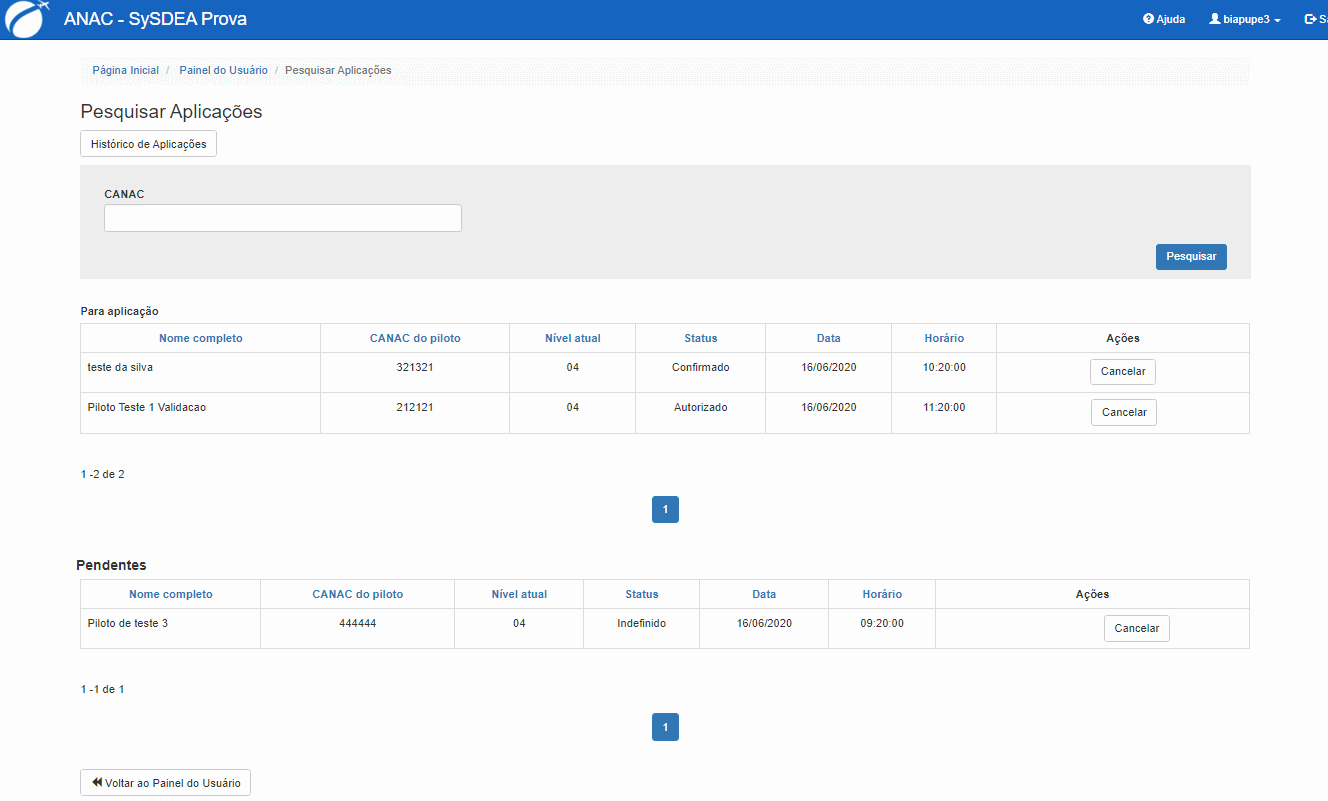 ANAC - SySDEA Prova Ajuda biapupe3 Sa
Página Inicial / Painel do Usuário / Pesquisar Aplicações
Pesquisar Aplicações
Histórico de Aplicações
CANAC
Pesquisar
Para aplicação
Nome completo CANAC do piloto Nível atual Status Data Horário Ações
teste da silva 321321 04 Confirmado 16/06/2020 10:20:00 Cancelar
Piloto Teste 1 Validacao 212121 04 Autorizado 16/06/2020 11:20:00 Cancelar
1 -2 de 2
1
Pendentes
Nome completo CANAC do piloto Nível atual Status Data Horário Ações
Piloto de teste 3 444444 04 Indefinido 16/06/2020 09:20:00 Cancelar
1 -1 de 1
1
Voltar ao Painel do Usuário